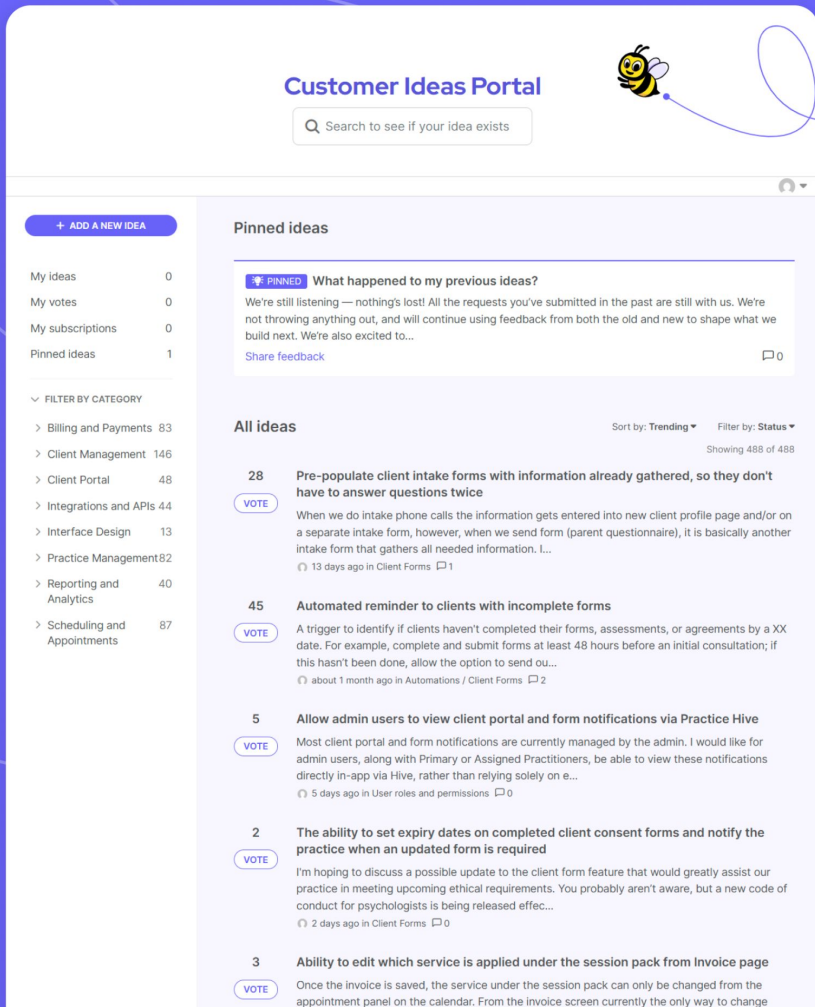 Customer Ideas Portal
Search to see if your idea exists
+ ADD A NEW IDEA
My ideas 0
My votes 0
My subscriptions 0
Pinned ideas 1
FILTER BY CATEGORY
Billing and Payments 83
Client Management 146
Client Portal 48
Integrations and APIs 44
Interface Design 13
Practice Management 82
Reporting and 40
Analytics
Scheduling and 87
Appointments
Pinned ideas
PINNED What happened to my previous ideas?
We're still listening — nothing's lost! All the requests you've submitted in the past are still with us. We're
not throwing anything out, and will continue using feedback from both the old and new to shape what we
build next. We're also excited to...
Share feedback 0
All ideas Sort by: Trending Filter by: Status
Showing 488 of 488
28
VOTE
Pre-populate client intake forms with information already gathered, so they don't
have to answer questions twice
When we do intake phone calls the information gets entered into new client profile page and/or on
a separate intake form, however, when we send form (parent questionnaire), it is basically another
intake form that gathers all needed information. I...
13 days ago in Client Forms 1
45
VOTE
Automated reminder to clients with incomplete forms
A trigger to identify if clients haven't completed their forms, assessments, or agreements by a XX
date. For example, complete and submit forms at least 48 hours before an initial consultation; if
this hasn't been done, allow the option to send ou...
about 1 month ago in Automations / Client Forms 2
5
VOTE
Allow admin users to view client portal and form notifications via Practice Hive
Most client portal and form notifications are currently managed by the admin. I would like for
admin users, along with Primary or Assigned Practitioners, be able to view these notifications
directly in-app via Hive, rather than relying solely on e...
5 days ago in User roles and permissions 0
2
VOTE
The ability to set expiry dates on completed client consent forms and notify the
practice when an updated form is required
I'm hoping to discuss a possible update to the client form feature that would greatly assist our
practice in meeting upcoming ethical requirements. You probably aren't aware, but a new code of
conduct for psychologists is being released effec...
2 days ago in Client Forms 0
3
VOTE
Ability to edit which service is applied under the session pack from Invoice page
Once the invoice is saved, the service under the session pack can only be changed from the
appointment panel on the calendar. From the invoice screen currently the only way to change